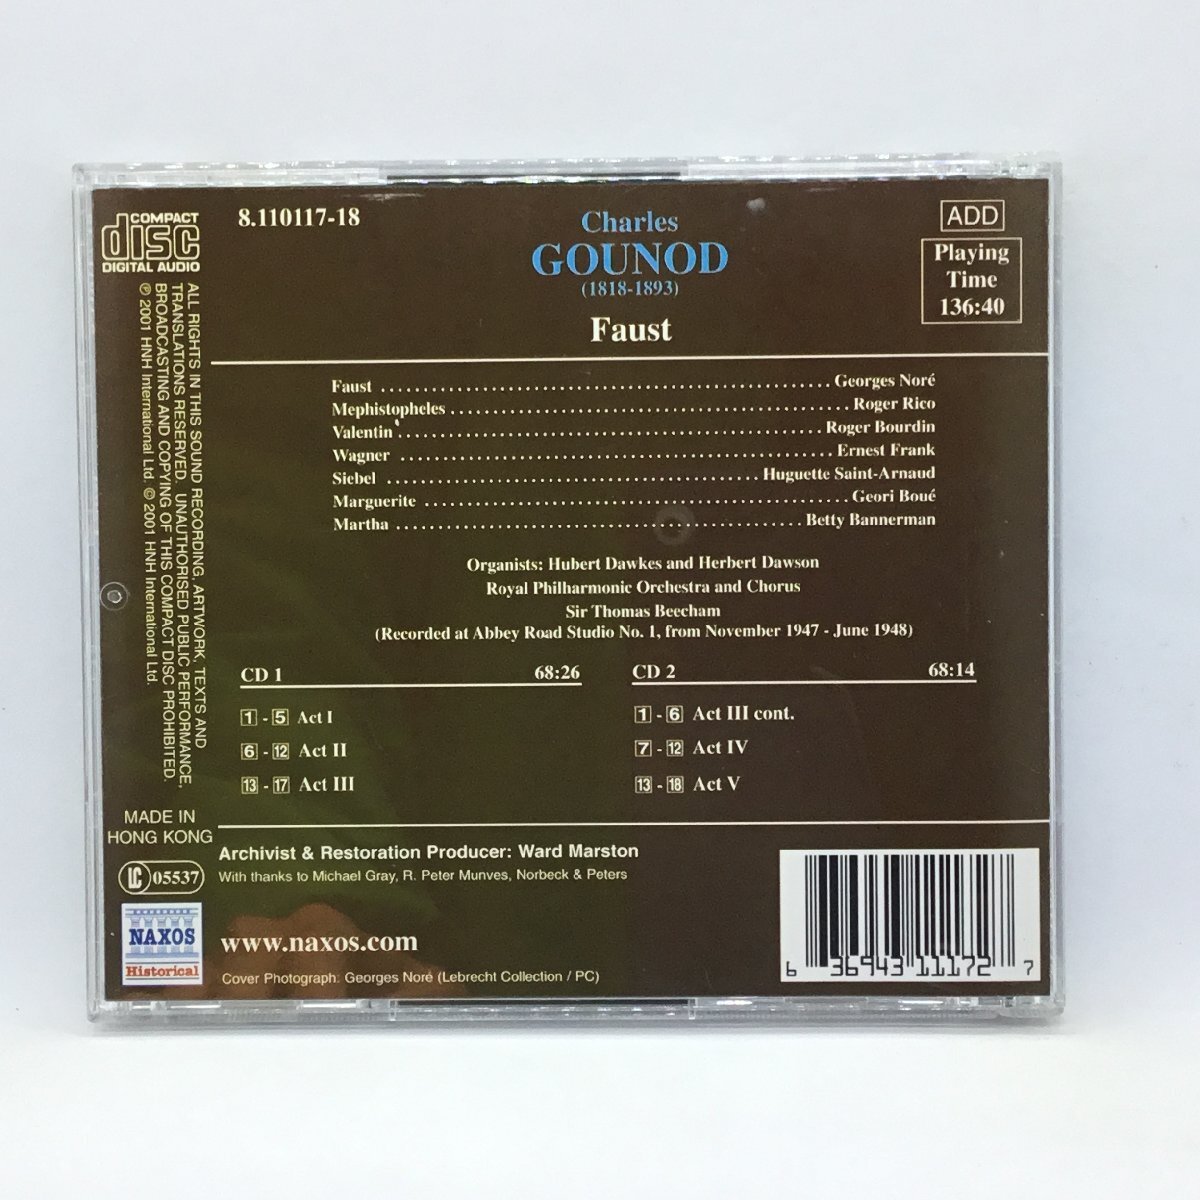 COMPACT
disc
DIGITAL AUDIO
8.110117-18
Charles
GOUNOD
(1818-1893)
Faust
ADD
Playing
Time
136:40
ALL RIGHTS IN THIS SOUND RECORDING, ARTWORK, TEXTS AND
TRANSLATIONS RESERVED. UNAUTHORISED PUBLIC PERFORMANCE,
BROADCASTING AND COPYING OF THIS COMPACT DISC PROHIBITED.
℗ 2001 HNH International Ltd. © 2001 HNH International Ltd.
Faust ........ Georges Noré
Mephistopheles ........ Roger Rico
Valentin ........ Roger Bourdin
Wagner ........ Ernest Frank
Siebel ........ Huguette Saint-Arnaud
Marguerite ........ Geori Boué
Martha ........ Betty Bannerman
Organists: Hubert Dawkes and Herbert Dawson
Royal Philharmonic Orchestra and Chorus
Sir Thomas Beecham
(Recorded at Abbey Road Studio No. 1, from November 1947 - June 1948)
CD 1 68:26
1 - 5 Act I
6 - 12 Act II
13 - 17 Act III
CD 2 68:14
1 - 6 Act III cont.
7 - 12 Act IV
13 - 18 Act V
MADE IN
HONG KONG
LC 05537
NAXOS
Historical
Archivist & Restoration Producer: Ward Marston
With thanks to Michael Gray, R. Peter Munves, Norbeck & Peters
www.naxos.com
Cover Photograph: Georges Noré (Lebrecht Collection / PC)
6 36943 11172 7